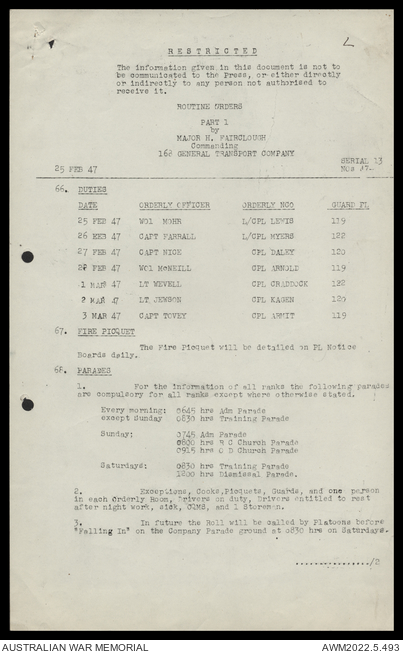 RESTRICTED
The information given in this document is not to
be communicated to the Press, or either directly
or indirectly to any person not authorised to
receive it.
ROUTINE ORDERS
PART 1
by
MAJOR H. FAIRCLOUGH
Commanding
168 GENERAL TRANSPORT COMPANY
SERIAL 13
25 FEB 47 NOS
66. DUTIES
DATE ORDERLY OFFICER ORDERLY NCO GUARD PL
25 FEB 47 WO1 MOHR L/CPL LEWIS 119
26 FEB 47 CAPT FARRALL L/CPL MYERS 122
27 FEB 47 CAPT NICE CPL DALEY 120
28 FEB 47 WO1 McNEILL CPL ARNOLD 119
1 MAR 47 LT WEVELL CPL CRADDOCK 122
2 MAR 47 LT JEWSON CPL KAGEN 120
3 MAR 47 CAPT TOVEY CPL ARMIT 119
67. FIRE PICQUET
The Fire Picquet will be detailed on PL Notice
Boards daily.
68. PARADES
1. For the information of all ranks the following parades
are compulsory for all ranks except where otherwise stated.
Every morning: 0645 hrs Adm Parade
except Sunday 0830 hrs Training Parade
Sunday: 0745 Adm Parade
0800 hrs R C Church Parade
0915 hrs O D Church Parade
Saturdays: 0830 hrs Training Parade
1200 hrs Dismissal Parade.
2. Exceptions, Cooks,Picquets, Guards, and one person
in each Orderly Room, Drivers on duty, Drivers entitled to rest
after night work, sick, CQMS, and 1 Storeman.
3. In future the Roll will be called by Platoons before
"Falling In" on the Company Parade ground at 0830 hrs on Saturdays.
................/2
AUSTRALIAN WAR MEMORIAL AWM2022.5.493